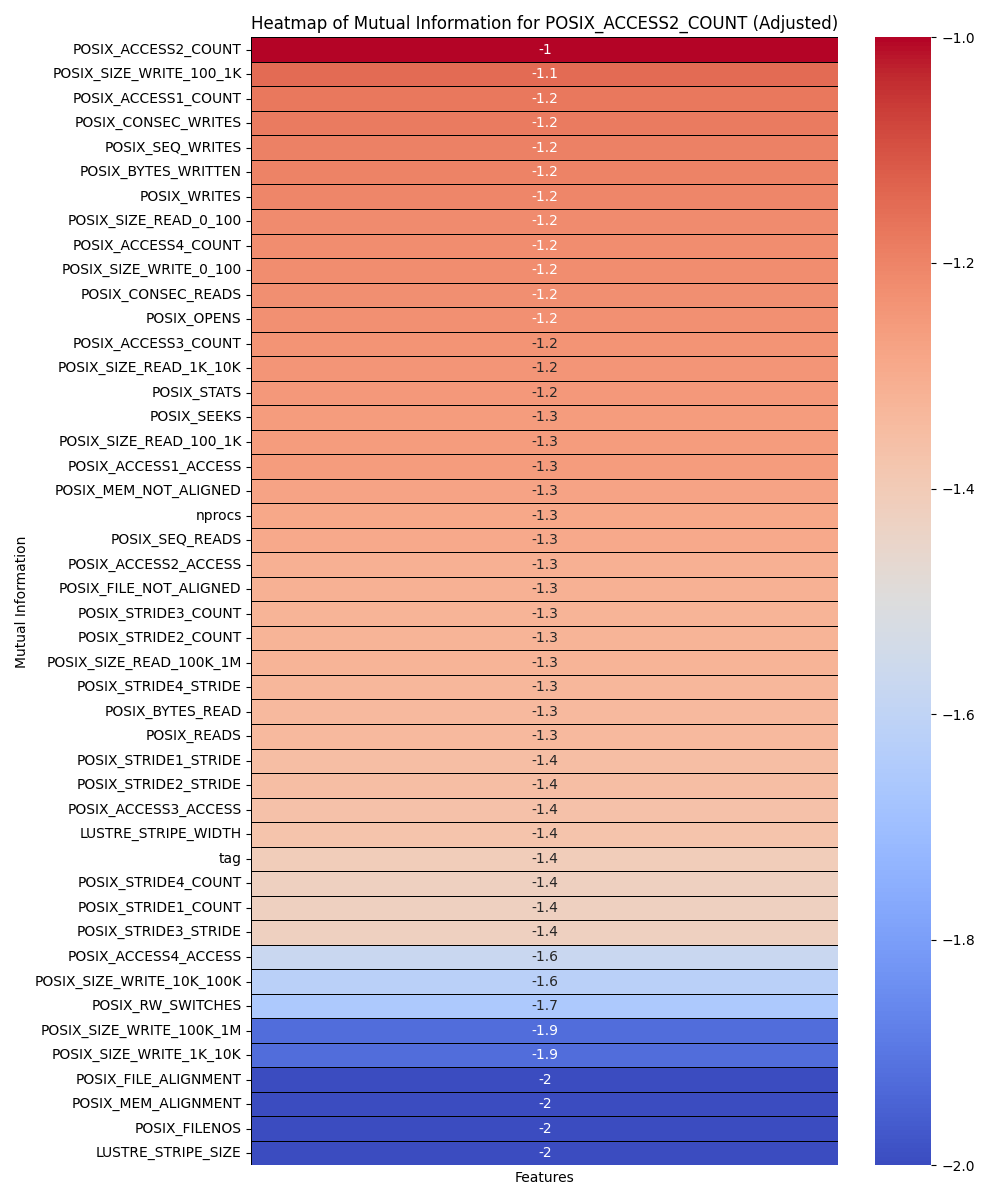 Heatmap of Mutual Information for POSIX_ACCESS2_COUNT (Adjusted)
POSIX_ACCESS2_COUNT -1
POSIX_SIZE_WRITE_100_1K -1.1
POSIX_ACCESS1_COUNT -1.2
POSIX_CONSEC_WRITES -1.2
POSIX_SEQ_WRITES -1.2
POSIX_BYTES_WRITTEN -1.2
POSIX_WRITES -1.2
POSIX_SIZE_READ_0_100 -1.2
POSIX_ACCESS4_COUNT -1.2
POSIX_SIZE_WRITE_0_100 -1.2
POSIX_CONSEC_READS -1.2
POSIX_OPENS -1.2
POSIX_ACCESS3_COUNT -1.2
POSIX_SIZE_READ_1K_10K -1.2
POSIX_STATS -1.2
POSIX_SEEKS -1.3
POSIX_SIZE_READ_100_1K -1.3
POSIX_ACCESS1_ACCESS -1.3
POSIX_MEM_NOT_ALIGNED -1.3
nprocs -1.3
POSIX_SEQ_READS -1.3
POSIX_ACCESS2_ACCESS -1.3
POSIX_FILE_NOT_ALIGNED -1.3
POSIX_STRIDE3_COUNT -1.3
POSIX_STRIDE2_COUNT -1.3
POSIX_SIZE_READ_100K_1M -1.3
POSIX_STRIDE4_STRIDE -1.3
POSIX_BYTES_READ -1.3
POSIX_READS -1.3
POSIX_STRIDE1_STRIDE -1.4
POSIX_STRIDE2_STRIDE -1.4
POSIX_ACCESS3_ACCESS -1.4
LUSTRE_STRIPE_WIDTH -1.4
tag -1.4
POSIX_STRIDE4_COUNT -1.4
POSIX_STRIDE1_COUNT -1.4
POSIX_STRIDE3_STRIDE -1.4
POSIX_ACCESS4_ACCESS -1.6
POSIX_SIZE_WRITE_10K_100K -1.6
POSIX_RW_SWITCHES -1.7
POSIX_SIZE_WRITE_100K_1M -1.9
POSIX_SIZE_WRITE_1K_10K -1.9
POSIX_FILE_ALIGNMENT -2
POSIX_MEM_ALIGNMENT -2
POSIX_FILENOS -2
LUSTRE_STRIPE_SIZE -2
Mutual Information
Features
−1.0
−1.2
−1.4
−1.6
−1.8
−2.0